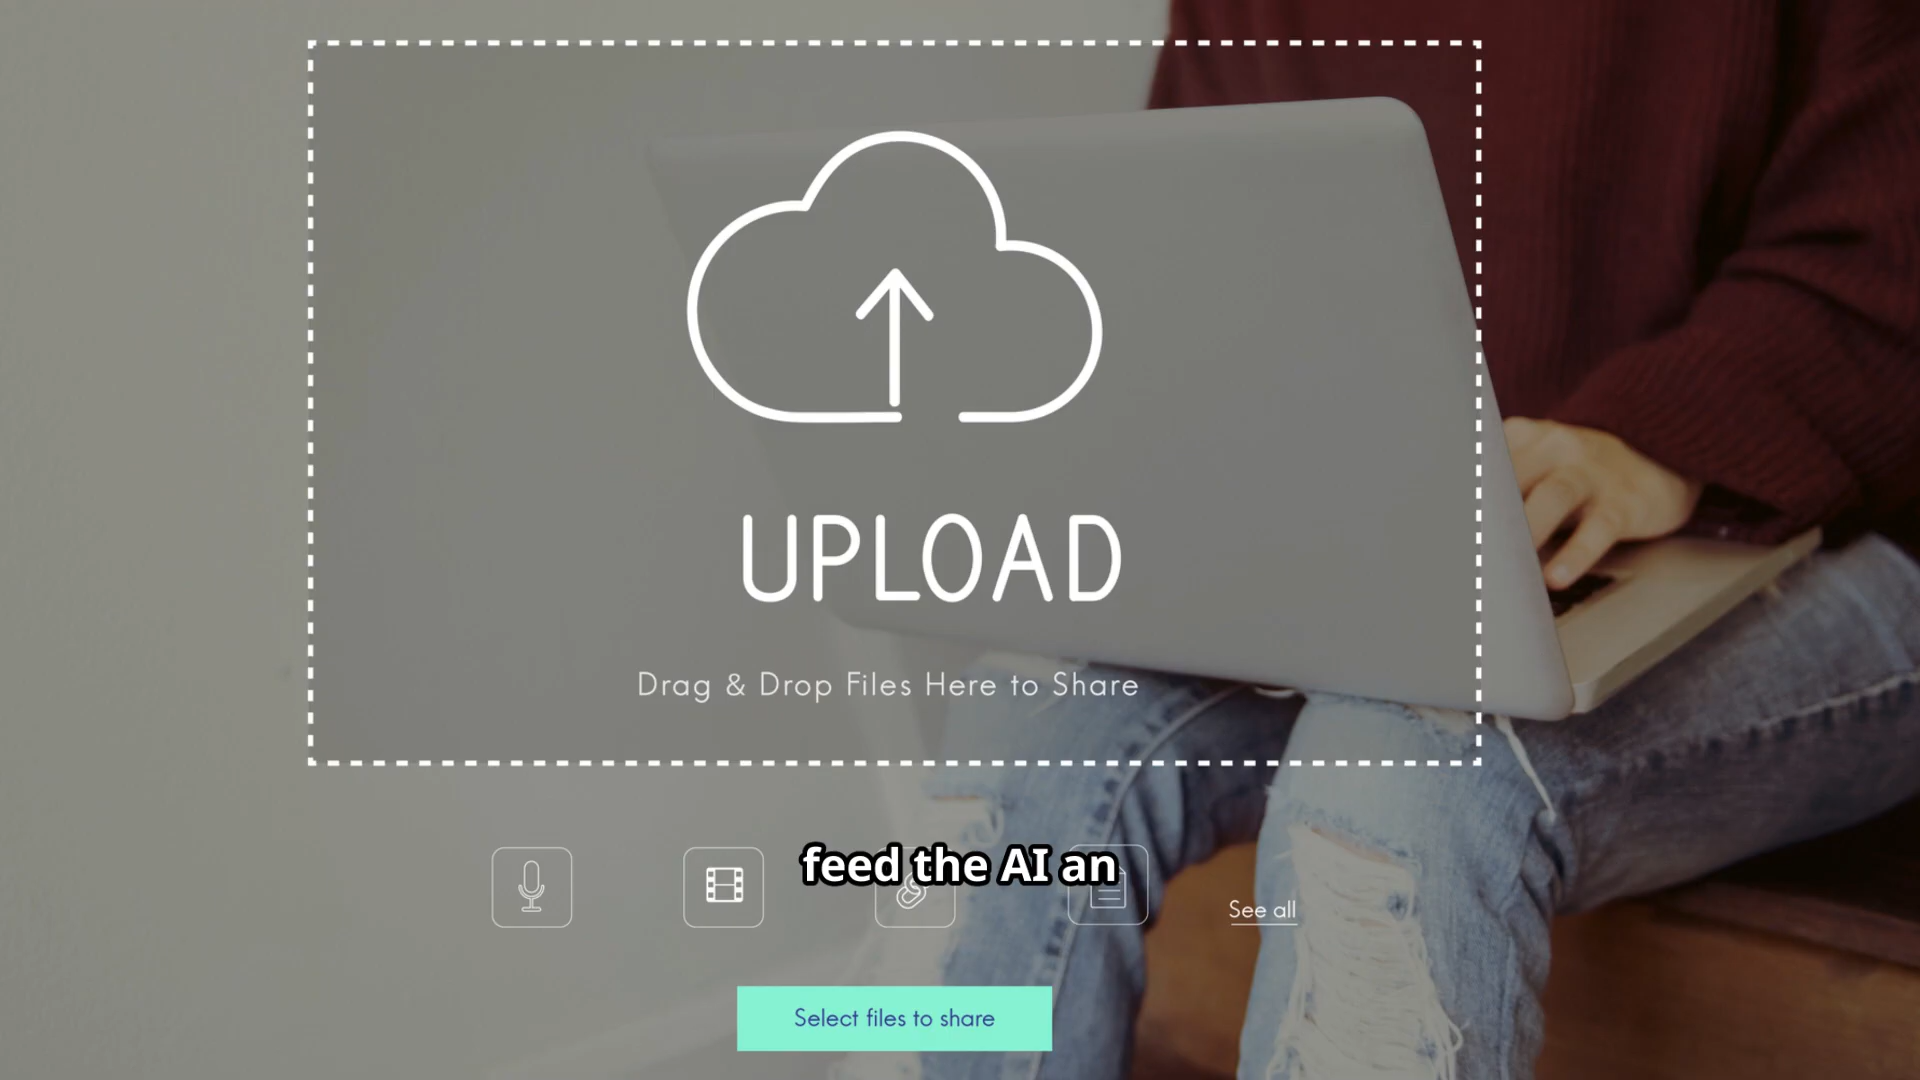 UPLOAD
Drag & Drop Files Here to Share
feed the AI an
See all
Select files to share